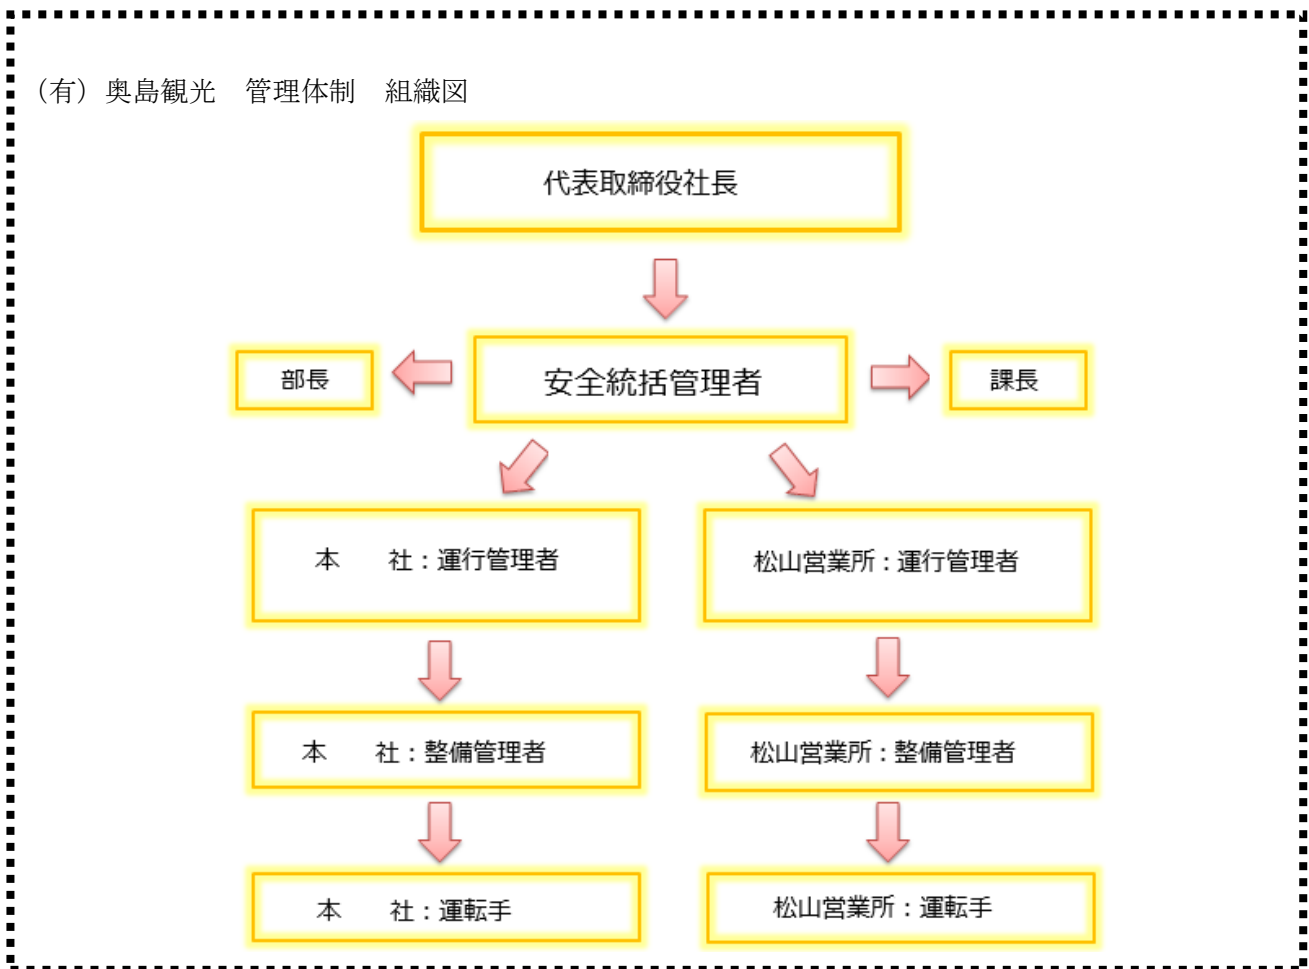 （有）奥島観光　管理体制　組織図
代表取締役社長
部長
安全統括管理者
課長
本　　社：運行管理者
松山営業所：運行管理者
本　　社：整備管理者
松山営業所：整備管理者
本　　社：運転手
松山営業所：運転手